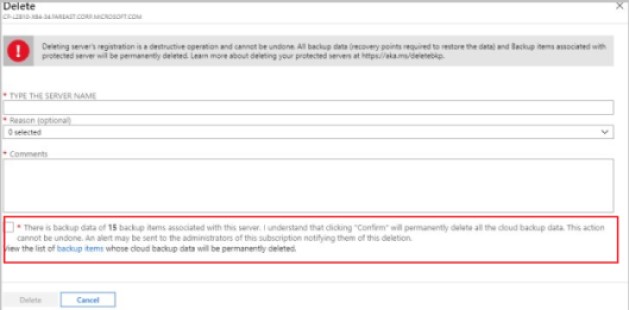 Delete
CP-L2B10-X64-34.FAREAST.CORP.MICROSOFT.COM
Deleting server's registration is a destructive operation and cannot be undone. All backup data (recovery points required to restore the data) and Backup items associated with
protected server will be permanently deleted. Learn more about deleting your protected servers at https://aka.ms/deletebkp.
* TYPE THE SERVER NAME
* Reason (optional)
0 selected
* Comments
* There is backup data of 15 backup items associated with this server. I understand that clicking "Confirm" will permanently delete all the cloud backup data. This action
cannot be undone. An alert may be sent to the administrators of this subscription notifying them of this deletion.
View the list of backup items whose cloud backup data will be permanently deleted.
Delete
Cancel